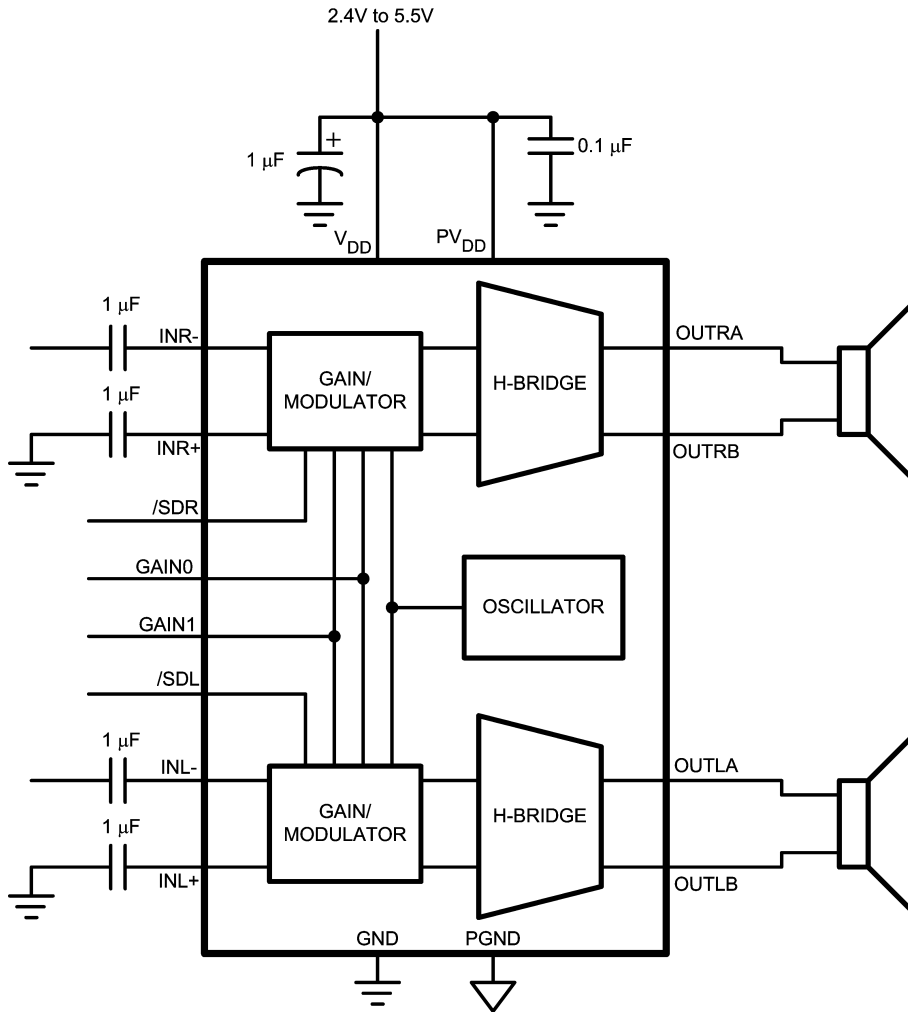 2.4V to 5.5V
+
1 μF
0.1 μF
VDD
PVDD
1 μF
INR-
OUTRA
GAIN/
MODULATOR
H-BRIDGE
1 μF
INR+
OUTRB
/SDR
GAIN0
OSCILLATOR
GAIN1
/SDL
1 μF
INL-
OUTLA
GAIN/
MODULATOR
H-BRIDGE
1 μF
INL+
OUTLB
GND
PGND